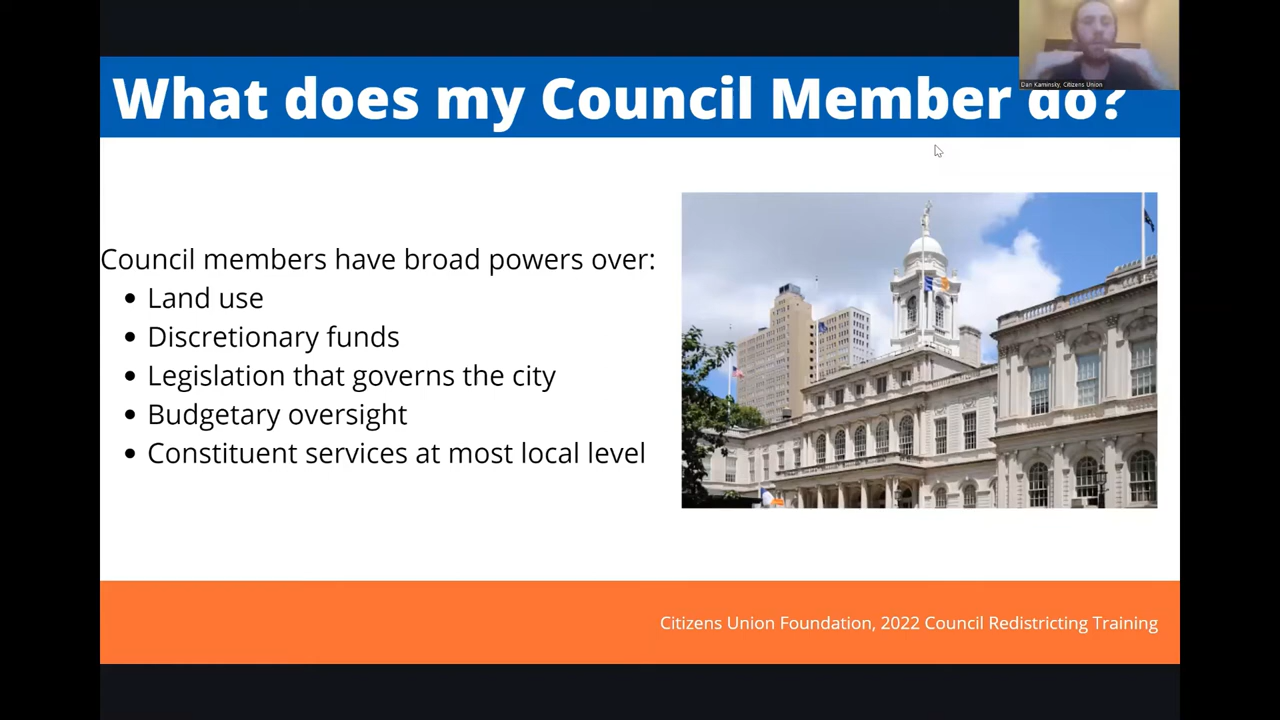 What does my Council Member do?
Dan Kaminsky, Citizens Union
Council members have broad powers over:
• Land use
• Discretionary funds
• Legislation that governs the city
• Budgetary oversight
• Constituent services at most local level
Citizens Union Foundation, 2022 Council Redistricting Training